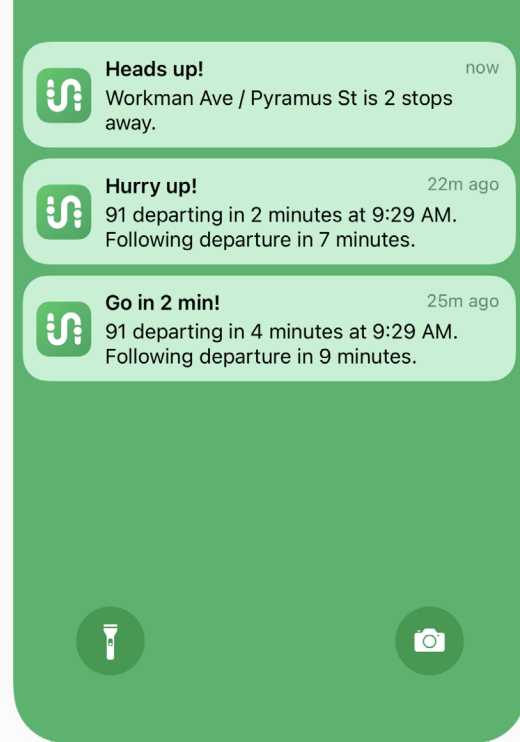 Heads up!
now
Workman Ave / Pyramus St is 2 stops
away.
Hurry up!
22m ago
91 departing in 2 minutes at 9:29 AM.
Following departure in 7 minutes.
Go in 2 min!
25m ago
91 departing in 4 minutes at 9:29 AM.
Following departure in 9 minutes.